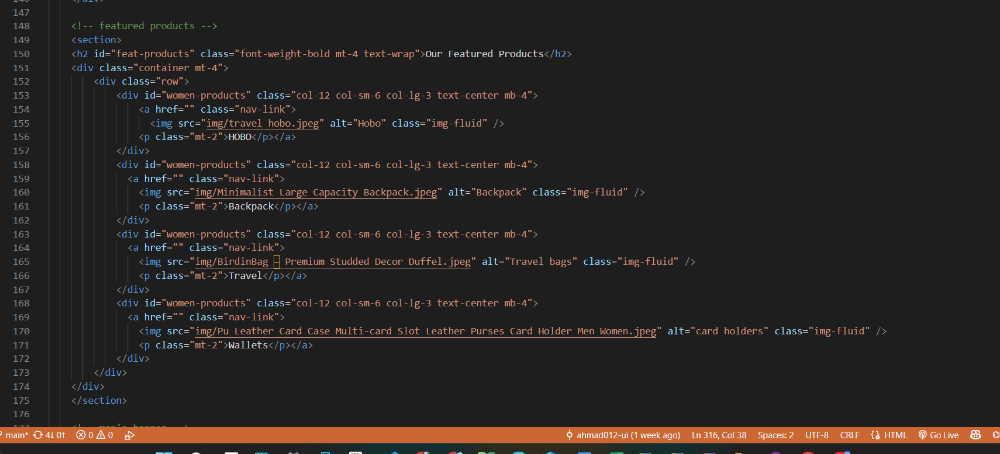 147
148 <!-- featured products -->
149 <section>
150 <h2 id="feat-products" class="font-weight-bold mt-4 text-wrap">Our Featured Products</h2>
151 <div class="container mt-4">
152 <div class="row">
153 <div id="women-products" class="col-12 col-sm-6 col-lg-3 text-center mb-4">
154 <a href="" class="nav-link">
155 <img src="img/travel hobo.jpeg" alt="Hobo" class="img-fluid" />
156 <p class="mt-2">HOBO</p></a>
157 </div>
158 <div id="women-products" class="col-12 col-sm-6 col-lg-3 text-center mb-4">
159 <a href="" class="nav-link">
160 <img src="img/Minimalist Large Capacity Backpack.jpeg" alt="Backpack" class="img-fluid" />
161 <p class="mt-2">Backpack</p></a>
162 </div>
163 <div id="women-products" class="col-12 col-sm-6 col-lg-3 text-center mb-4">
164 <a href="" class="nav-link">
165 <img src="img/BirdinBag – Premium Studded Decor Duffel.jpeg" alt="Travel bags" class="img-fluid" />
166 <p class="mt-2">Travel</p></a>
167 </div>
168 <div id="women-products" class="col-12 col-sm-6 col-lg-3 text-center mb-4">
169 <a href="" class="nav-link">
170 <img src="img/Pu Leather Card Case Multi-card Slot Leather Purses Card Holder Men Women.jpeg" alt="card holders" class="img-fluid" />
171 <p class="mt-2">Wallets</p></a>
172 </div>
173 </div>
174 </div>
175 </section>
176
main* 4↓ 0↑ 0 0 ahmad012-ui (1 week ago) Ln 316, Col 38 Spaces: 2 UTF-8 CRLF HTML Go Live